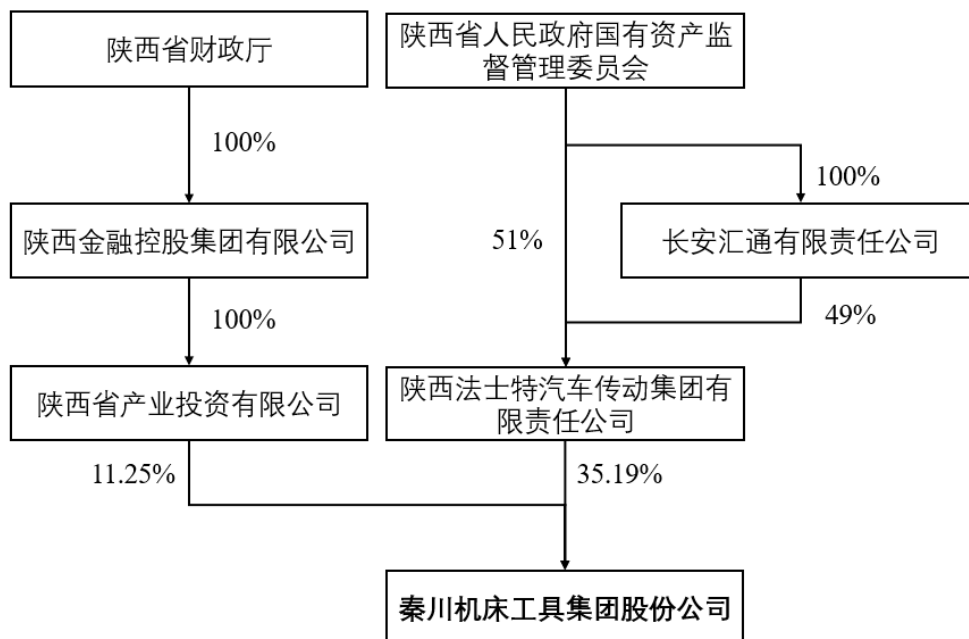 陕西省财政厅
陕西省人民政府国有资产监
督管理委员会
100%
100%
陕西金融控股集团有限公司
51%
长安汇通有限责任公司
100%
49%
陕西省产业投资有限公司
陕西法士特汽车传动集团有
限责任公司
11.25%
35.19%
秦川机床工具集团股份公司